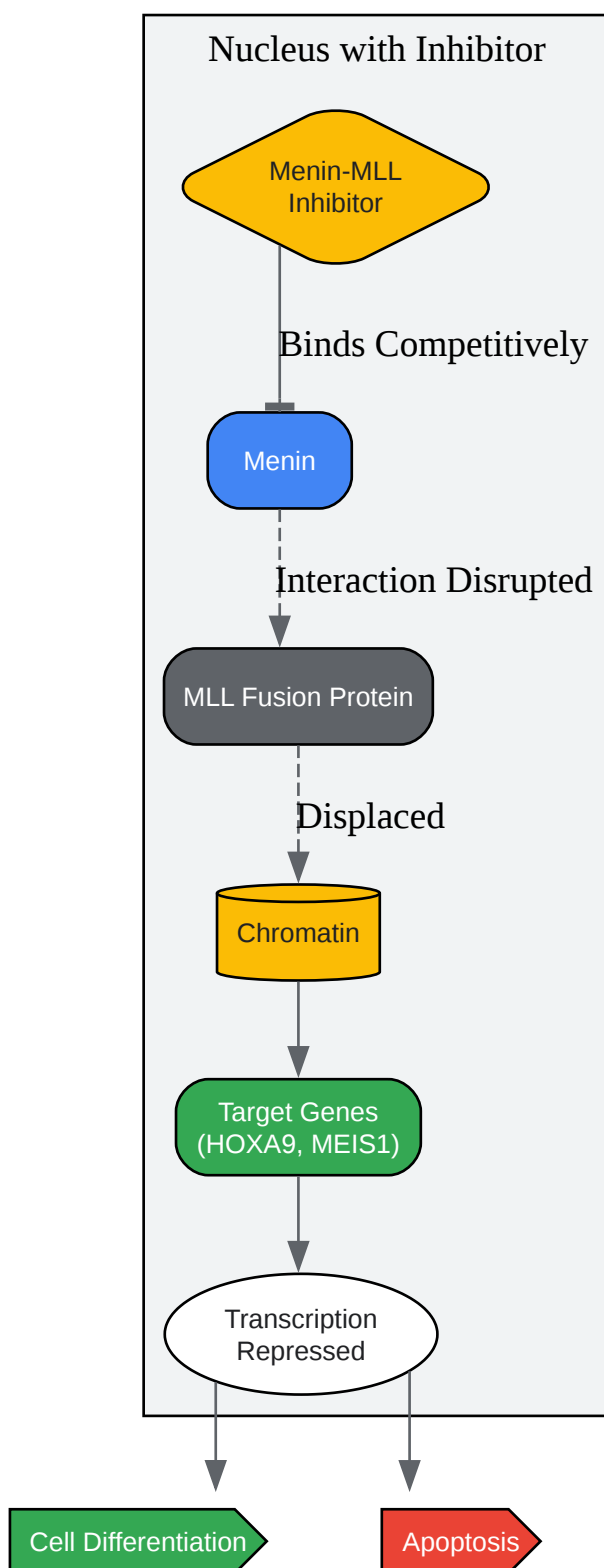 Nucleus with Inhibitor
Menin-MLL
Inhibitor
Binds Competitively
Menin
Interaction Disrupted
MLL Fusion Protein
Displaced
Chromatin
Target Genes
(HOXA9, MEIS1)
Transcription
Repressed
Cell Differentiation
Apoptosis